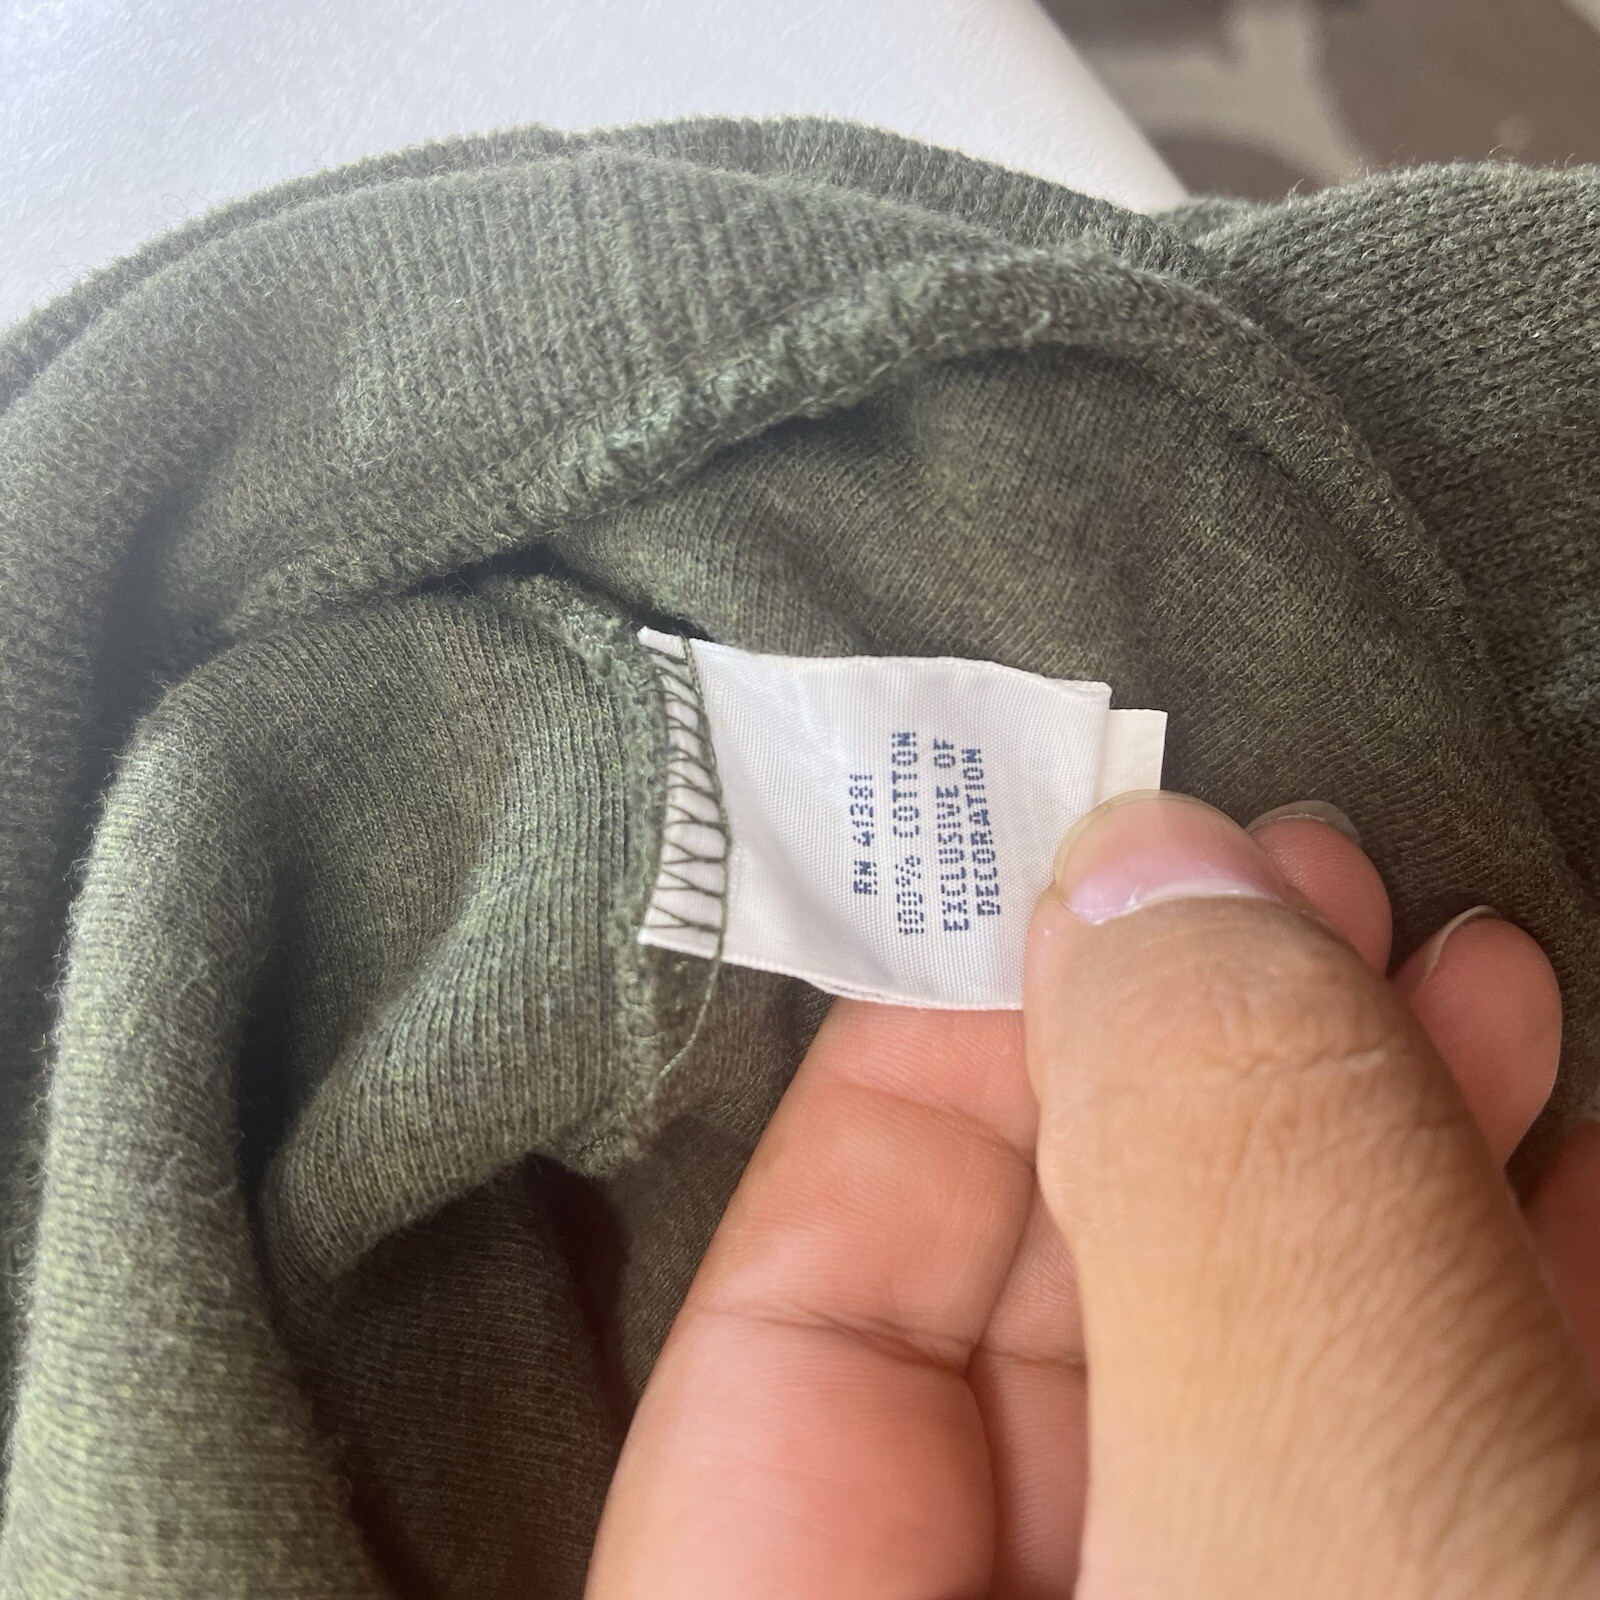 RN 41381
100% COTTON
EXCLUSIVE OF
DECORATION